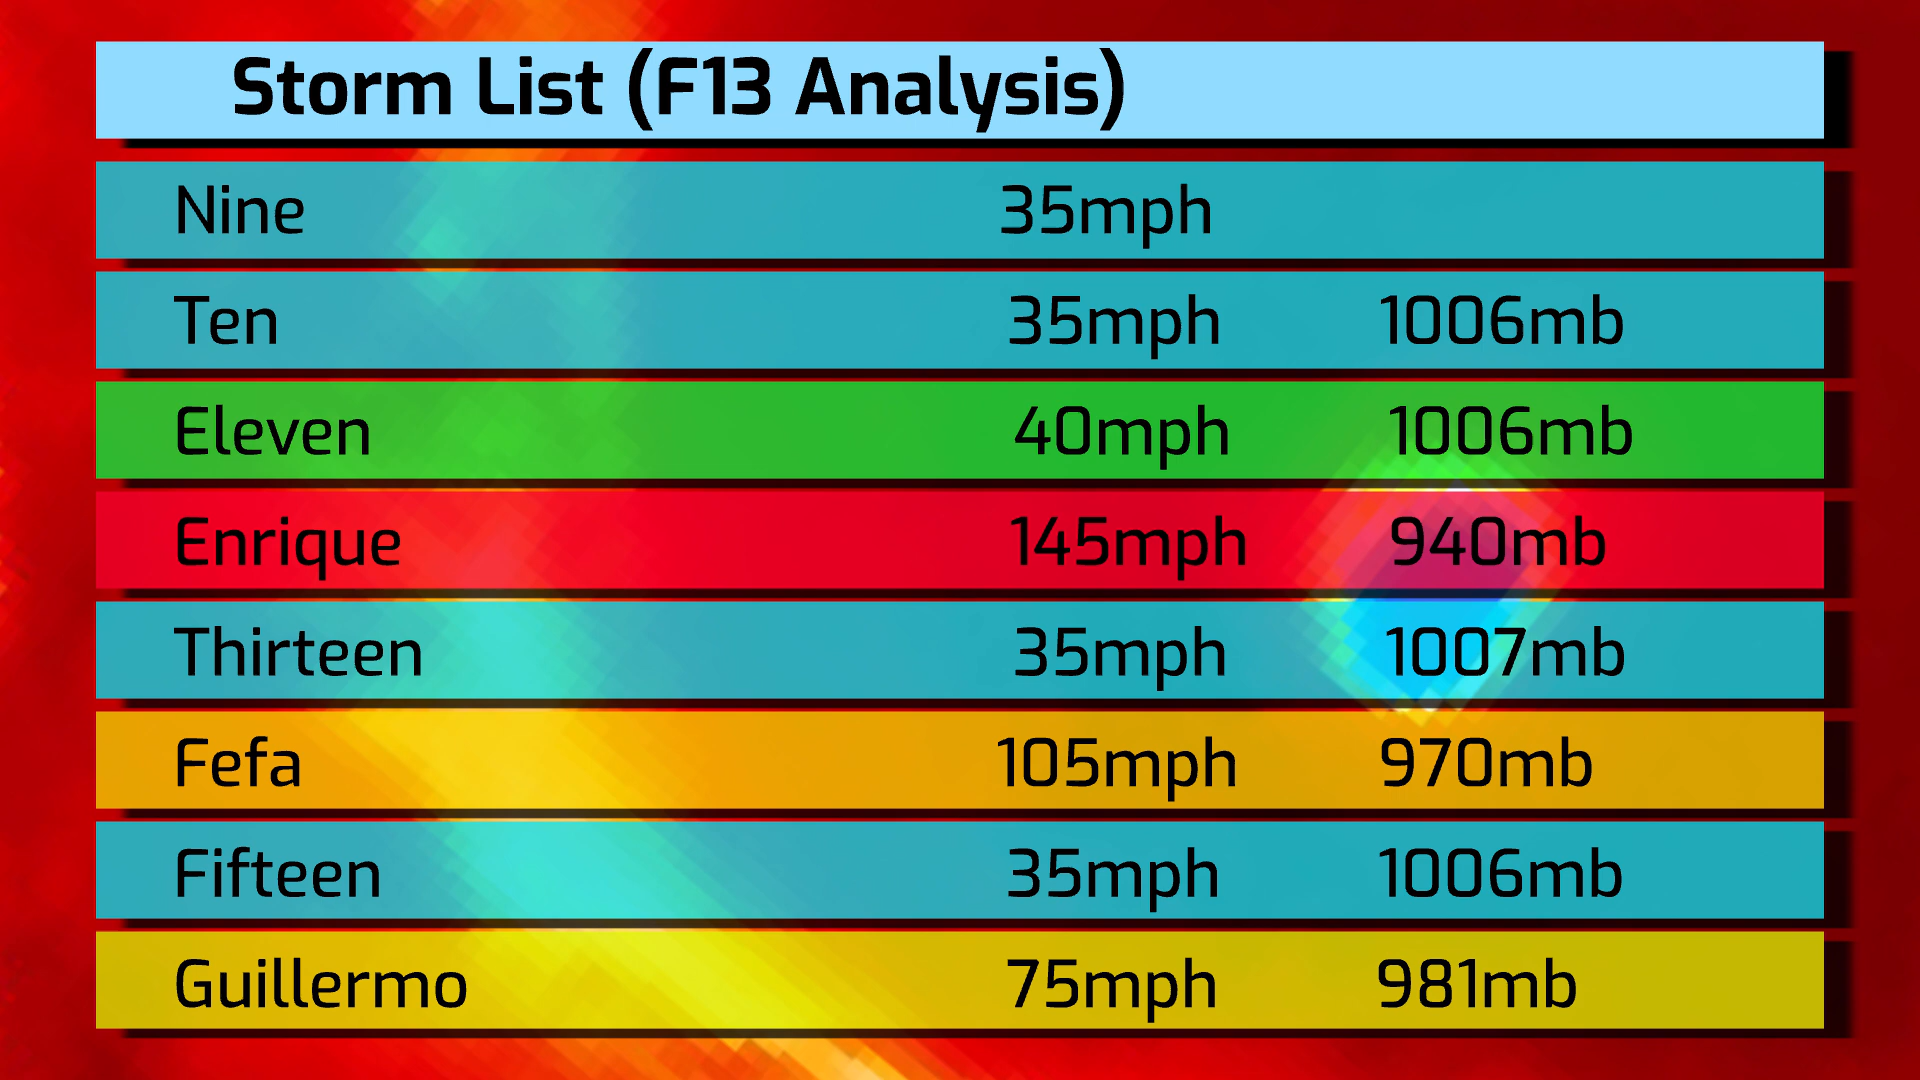 Storm List (F13 Analysis)
Nine 35mph
Ten 35mph 1006mb
Eleven 40mph 1006mb
Enrique 145mph 940mb
Thirteen 35mph 1007mb
Fefa 105mph 970mb
Fifteen 35mph 1006mb
Guillermo 75mph 981mb